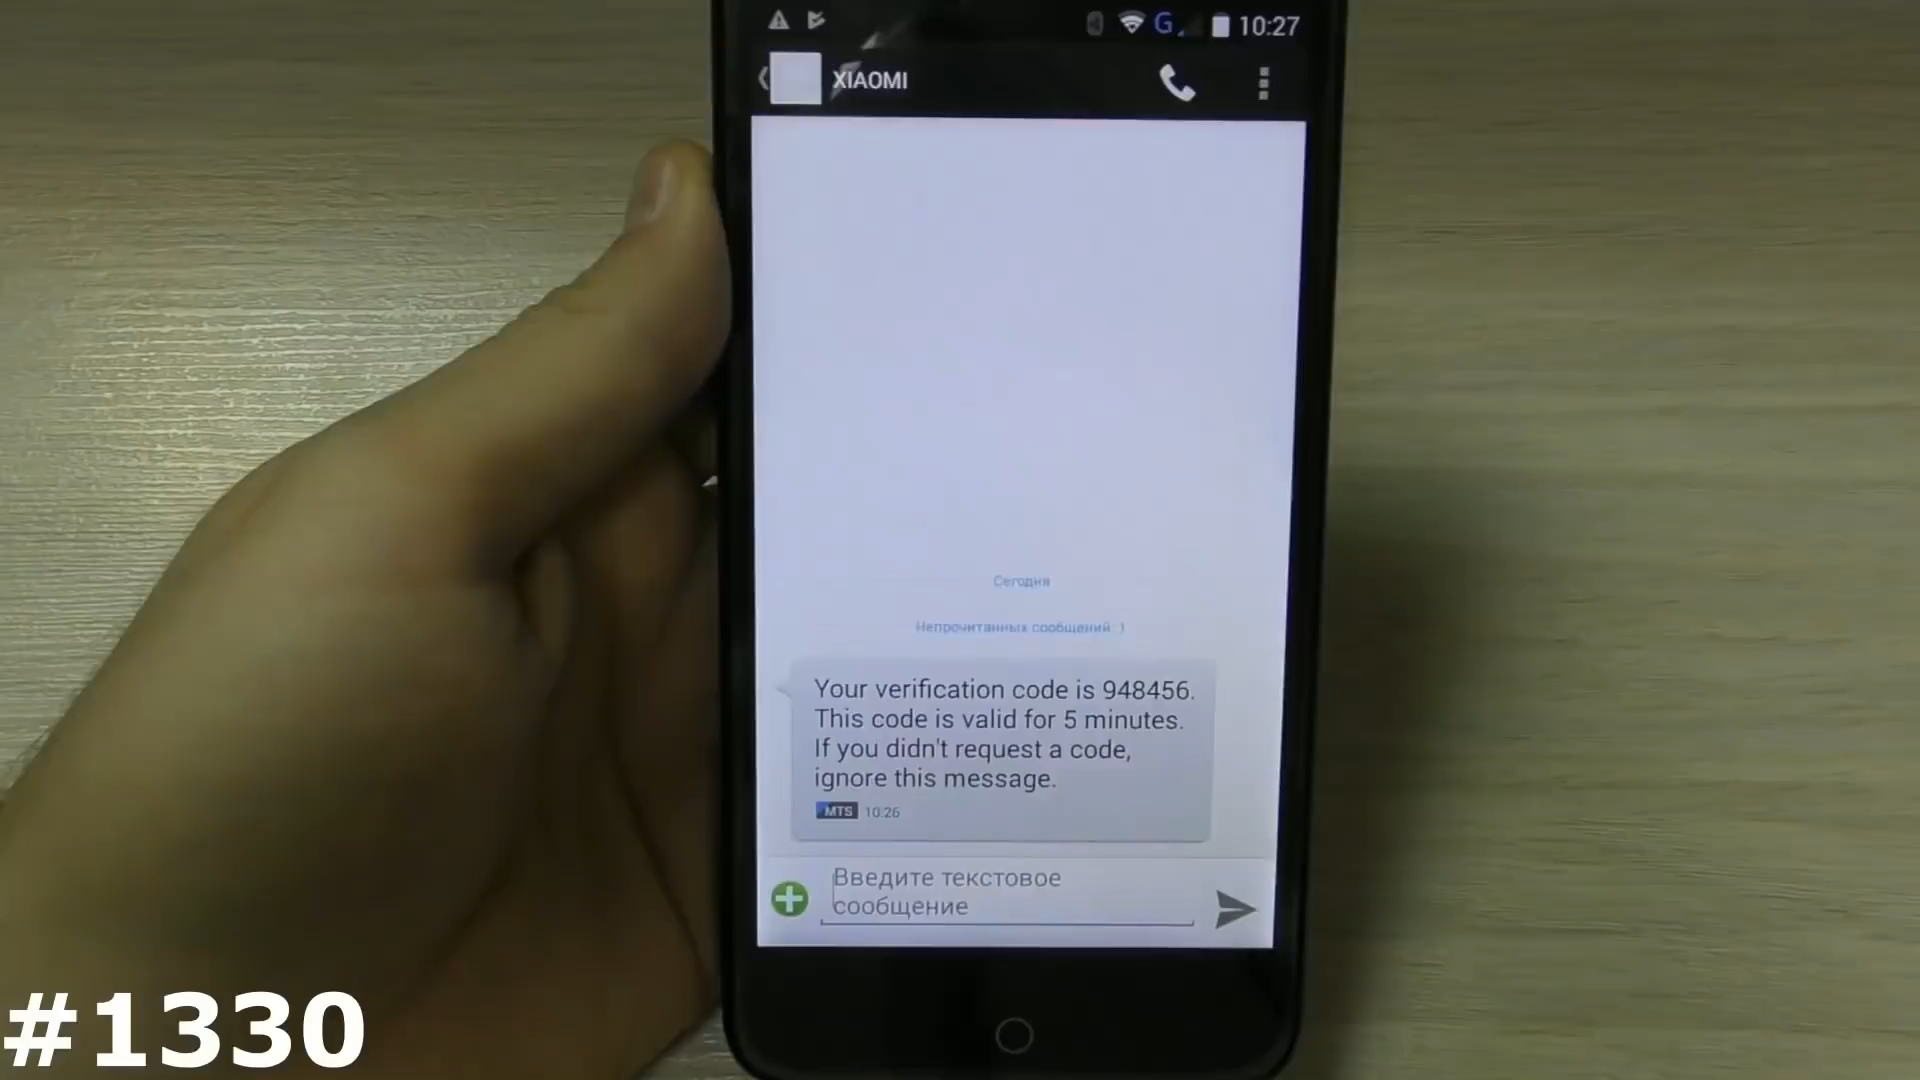 G
10:27
XIAOMI
Сегодня
Непрочитанных сообщений: 1
Your verification code is 948456.
This code is valid for 5 minutes.
If you didn't request a code,
ignore this message.
MTS 10:26
Введите текстовое
сообщение
#1330